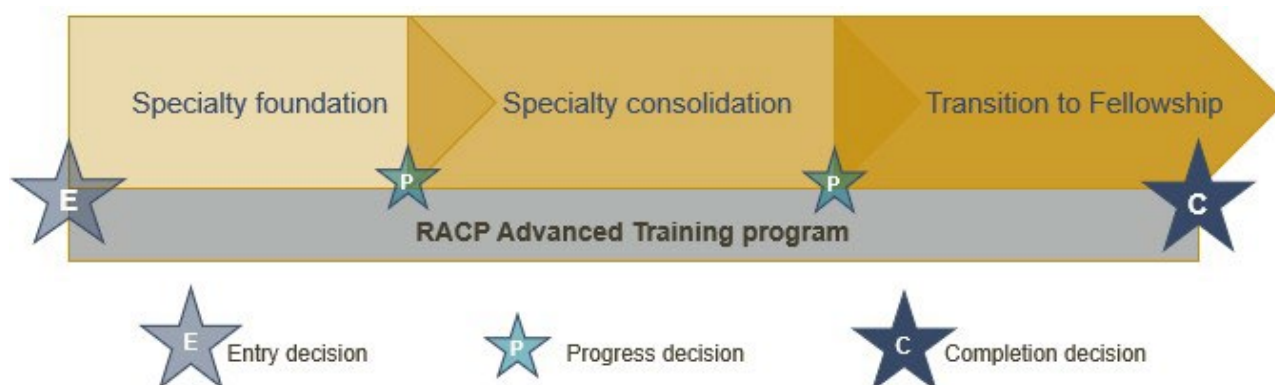 Specialty foundation
Specialty consolidation
Transition to Fellowship
E
P
P
C
RACP Advanced Training program
E
Entry decision
P
Progress decision
C
Completion decision